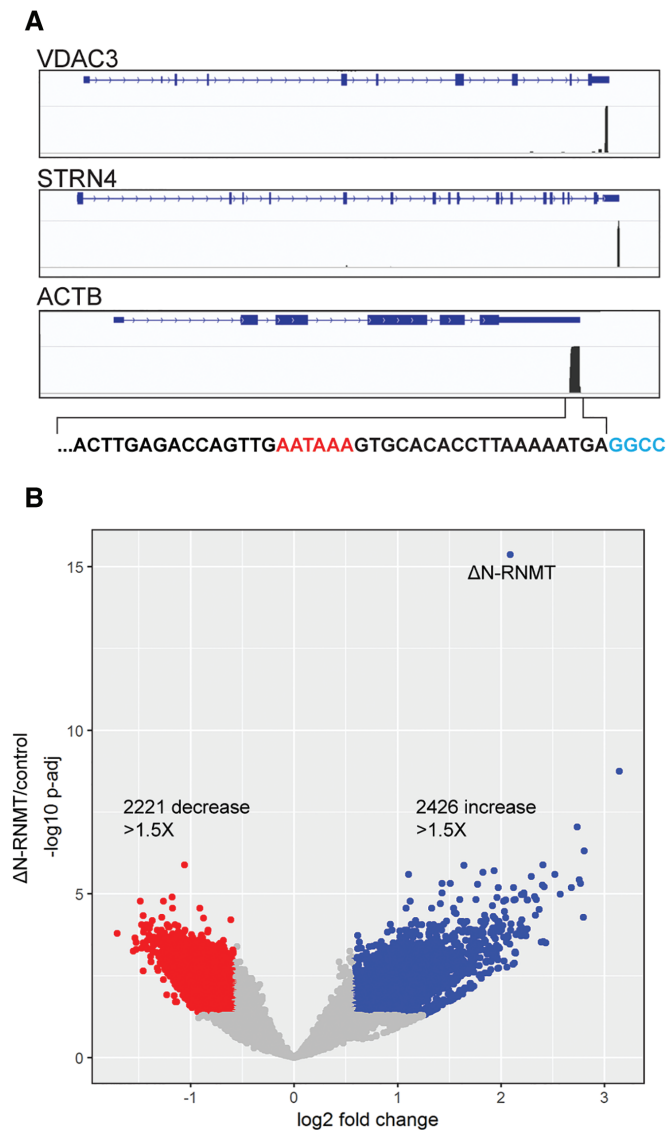 A
VDAC3
STRN4
ACTB
...ACTTGAGACCAGTTGAATAAAGTGCACACCTTAAAAATGAGGCC
B
ΔN-RNMT
15
10
5
0
2221 decrease
>1.5X
2426 increase
>1.5X
ΔN-RNMT/control
-log10 p-adj
-1
0
1
2
3
log2 fold change